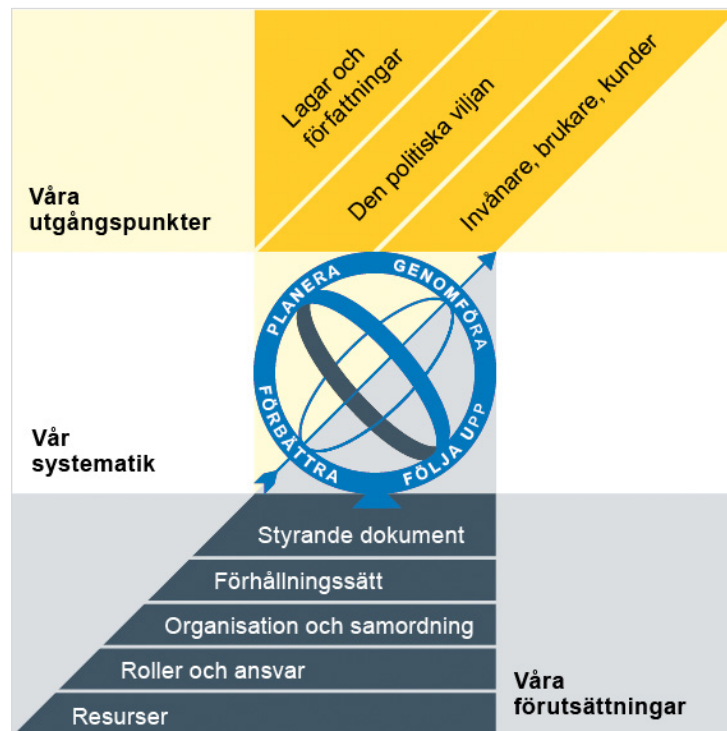 Lagar och
författningar
Den politiska viljan
Invånare, brukare, kunder
Våra
utgångspunkter
PLANERA
GENOMFÖRA
FÖLJA UPP
FÖRBÄTTRA
Vår
systematik
Styrande dokument
Förhållningssätt
Organisation och samordning
Roller och ansvar
Resurser
Våra
förutsättningar